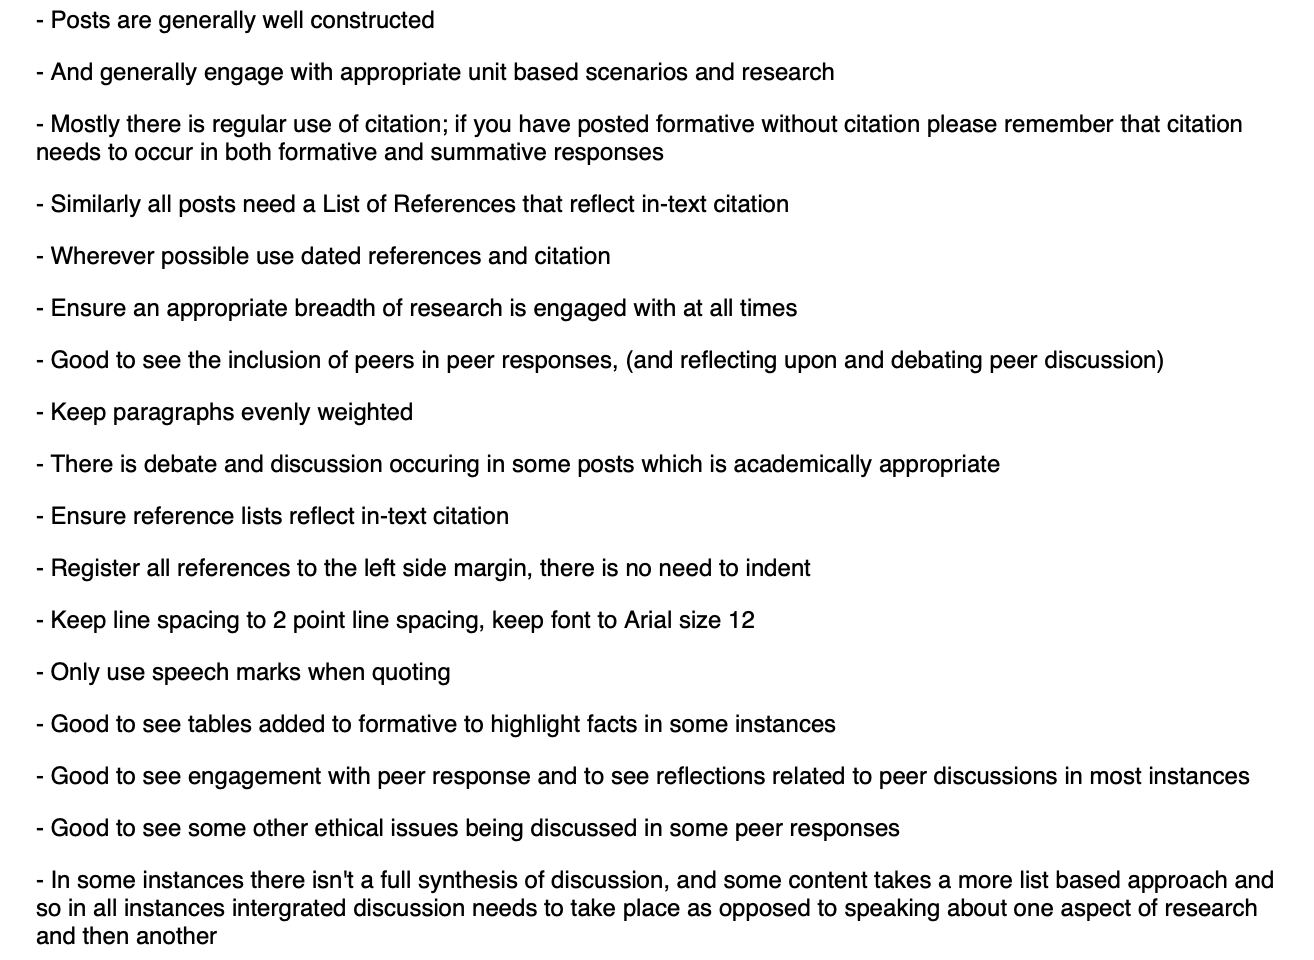 - Posts are generally well constructed
- And generally engage with appropriate unit based scenarios and research
- Mostly there is regular use of citation; if you have posted formative without citation please remember that citation
needs to occur in both formative and summative responses
- Similarly all posts need a List of References that reflect in-text citation
- Wherever possible use dated references and citation
- Ensure an appropriate breadth of research is engaged with at all times
- Good to see the inclusion of peers in peer responses, (and reflecting upon and debating peer discussion)
- Keep paragraphs evenly weighted
- There is debate and discussion occuring in some posts which is academically appropriate
- Ensure reference lists reflect in-text citation
- Register all references to the left side margin, there is no need to indent
- Keep line spacing to 2 point line spacing, keep font to Arial size 12
- Only use speech marks when quoting
- Good to see tables added to formative to highlight facts in some instances
- Good to see engagement with peer response and to see reflections related to peer discussions in most instances
- Good to see some other ethical issues being discussed in some peer responses
- In some instances there isn't a full synthesis of discussion, and some content takes a more list based approach and
so in all instances intergrated discussion needs to take place as opposed to speaking about one aspect of research
and then another